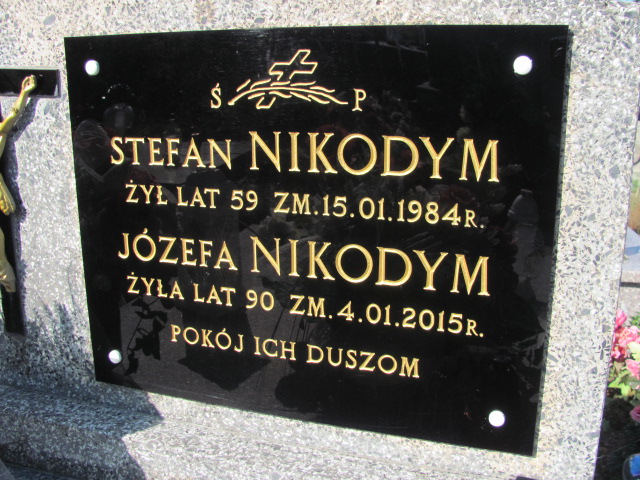 Ś P
STEFAN NIKODYM
ŻYŁ LAT 59 ZM.15.01.1984R.
JÓZEFA NIKODYM
ŻYŁA LAT 90 ZM.4.01.2015R.
POKÓJ ICH DUSZOM